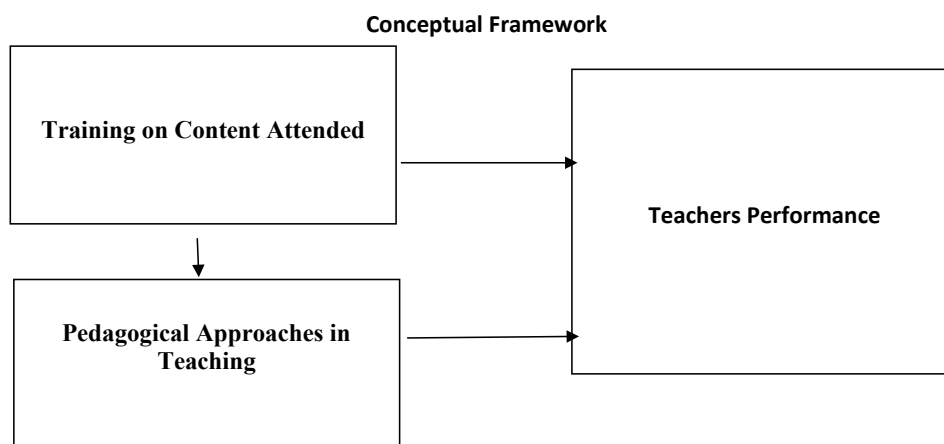 Conceptual Framework
Training on Content Attended
Teachers Performance
Pedagogical Approaches in
Teaching